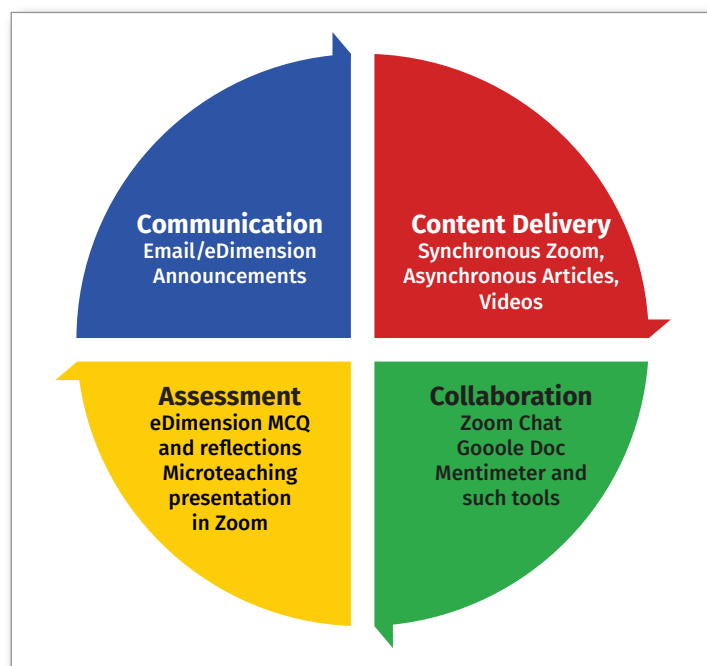 Communication
Email/eDimension
Announcements
Content Delivery
Synchronous Zoom,
Asynchronous Articles,
Videos
Assessment
eDimension MCQ
and reflections
Microteaching
presentation
in Zoom
Collaboration
Zoom Chat
Gooole Doc
Mentimeter and
such tools